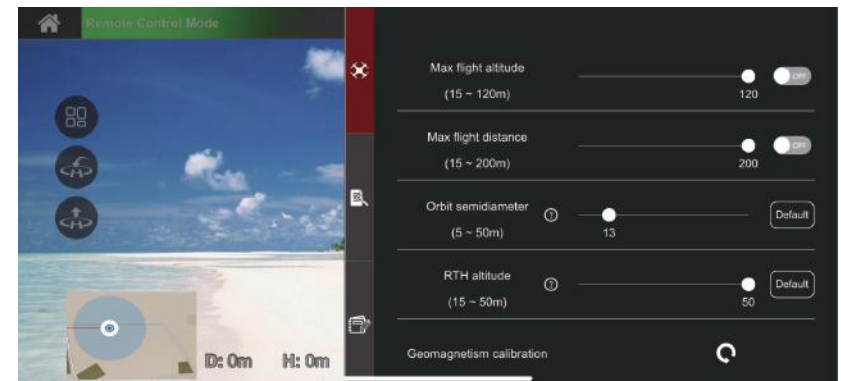 Remote Control Mode
Max flight altitude
(15 ~ 120m)
120
OFF
Max flight distance
(15 ~ 200m)
200
OFF
Orbit semidiameter
(5 ~ 50m)
?
13
Default
RTH altitude
(15 ~ 50m)
?
50
Default
Geomagnetism calibration
H
H
D: 0m H: 0m